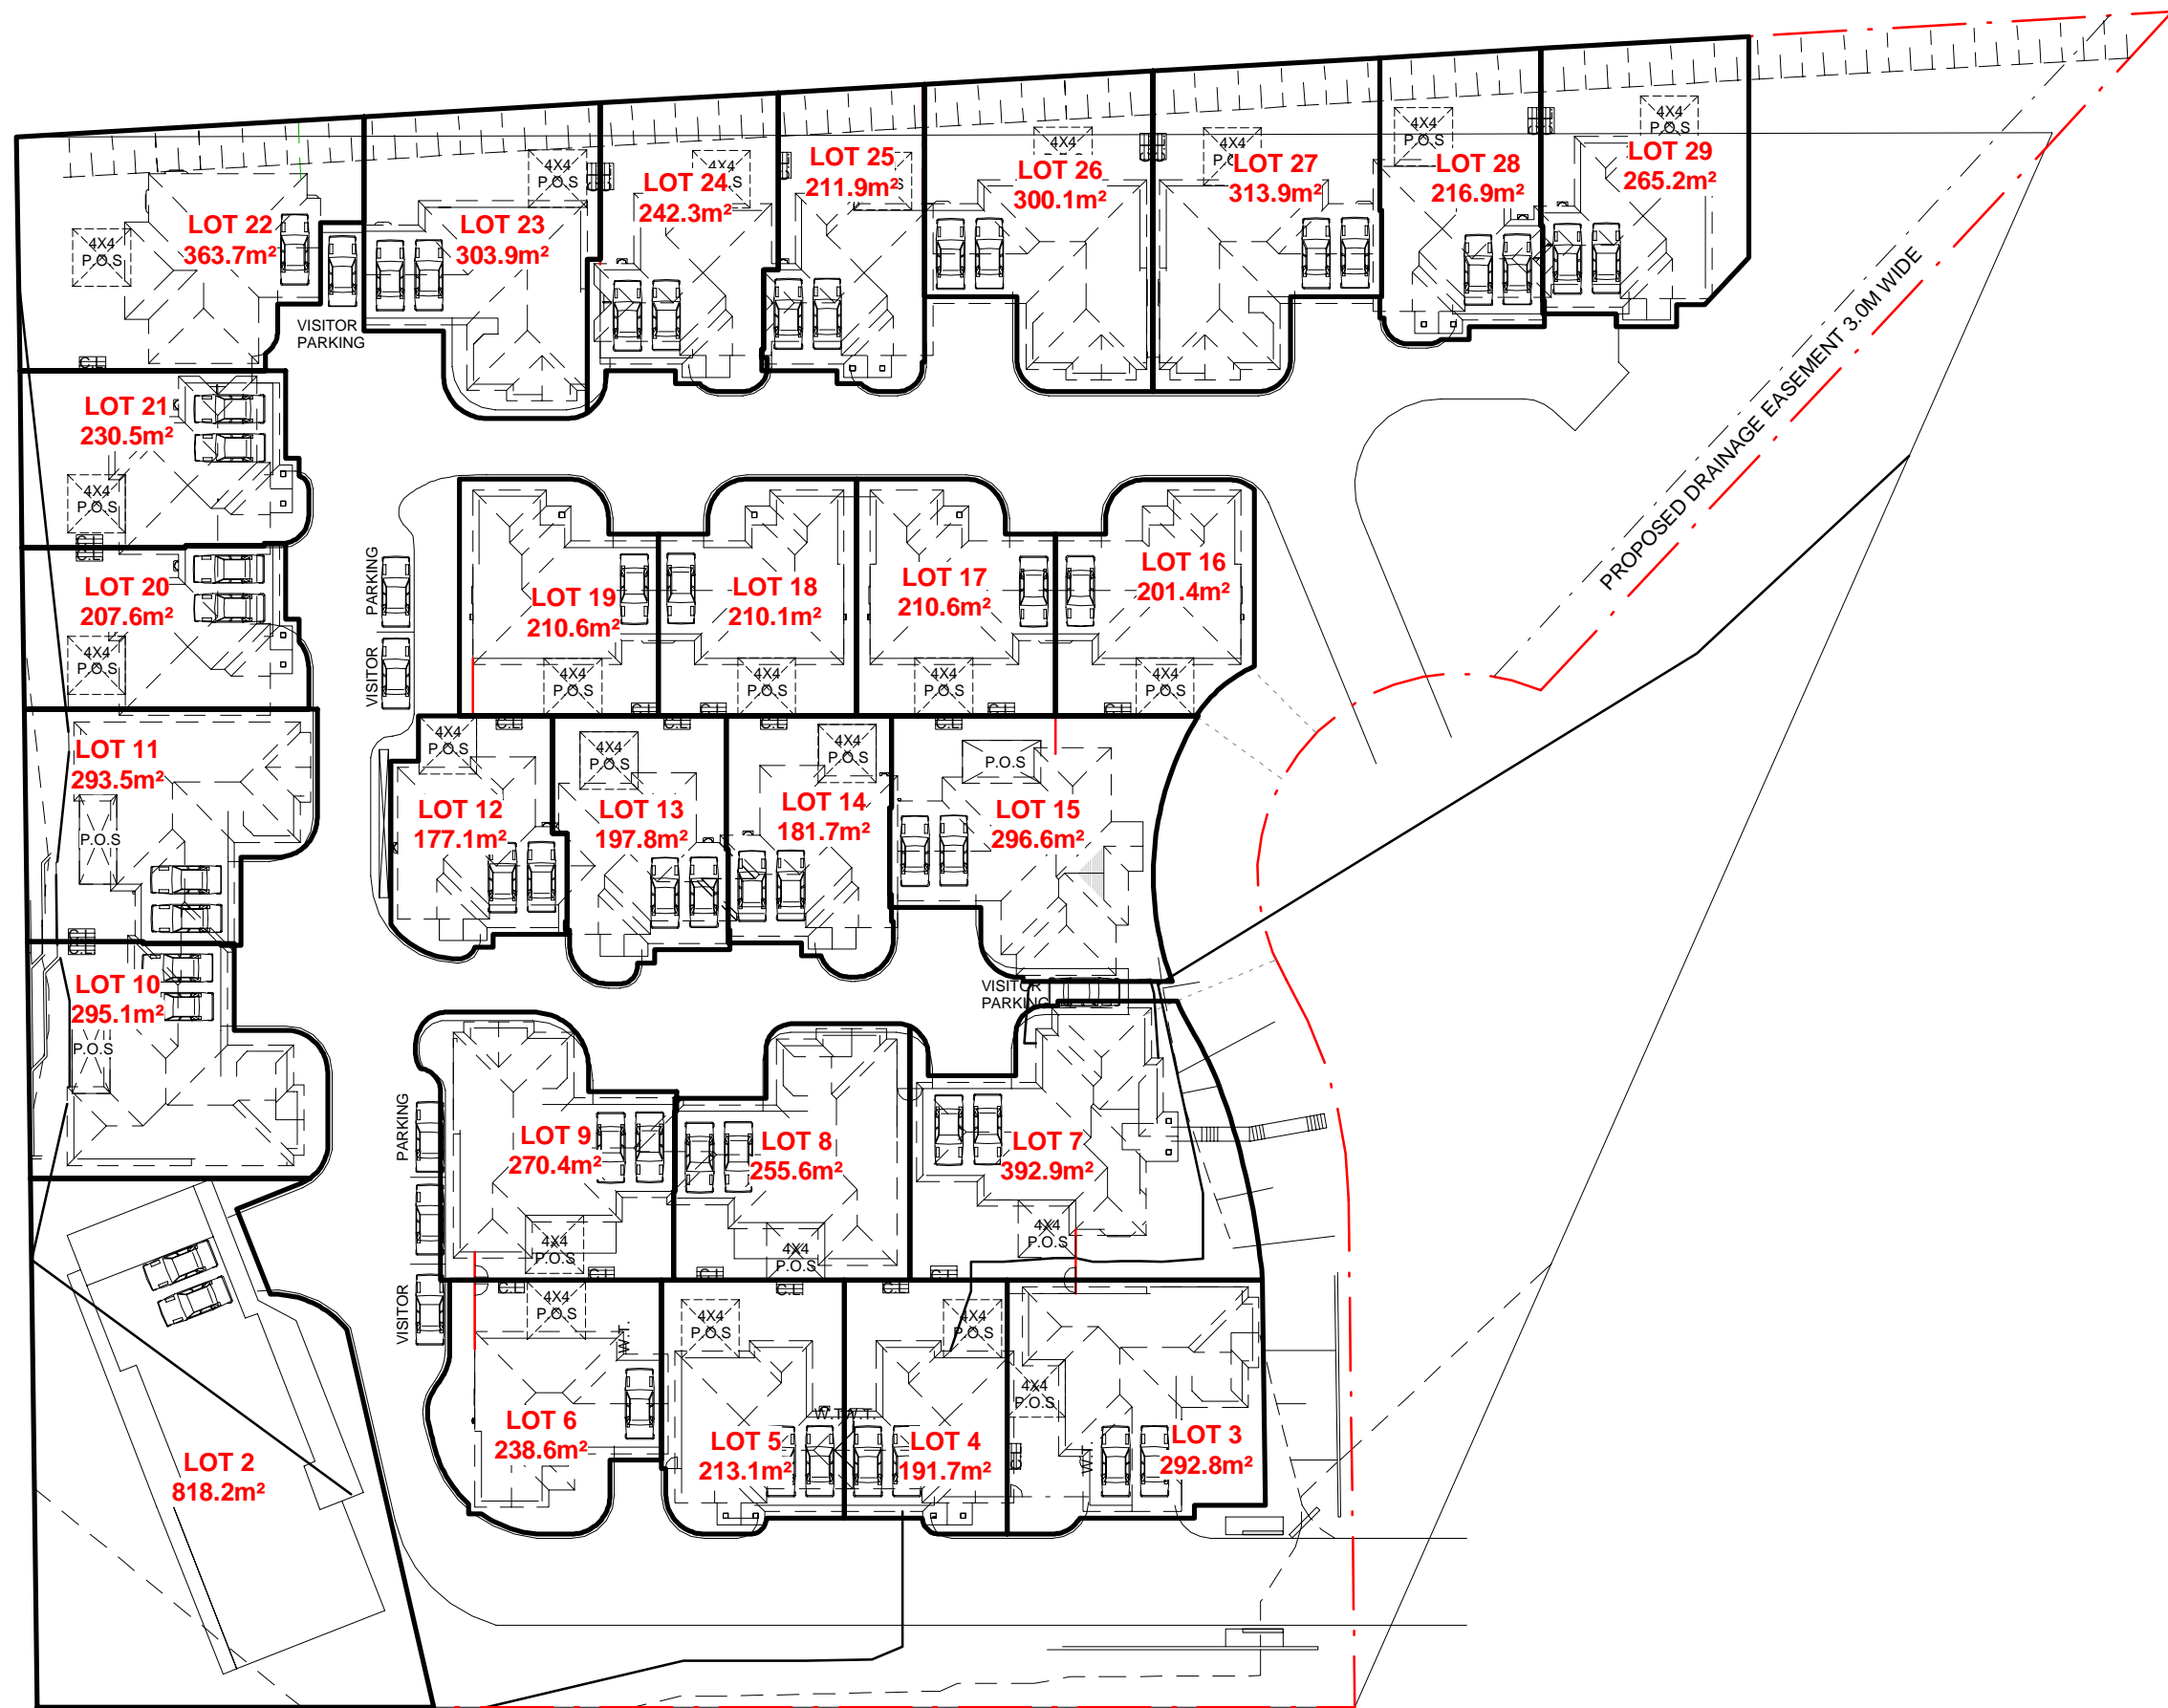 LOT 22
363.7m²
4X4
P.O.S
VISITOR
PARKING
LOT 23
303.9m²
4X4
P.O.S
LOT 24
242.3m²
4X4
S
LOT 25
211.9m²
S
LOT 26
300.1m²
4X4
LOT 27
313.9m²
4X4
LOT 28
216.9m²
4X4
P.O.S
LOT 29
265.2m²
4X4
P.O.S
PROPOSED DRAINAGE EASEMENT 3.0M WIDE
LOT 21
230.5m²
4X4
P.O.S
LOT 20
207.6m²
4X4
P.O.S
VISITOR
PARKING
LOT 19
210.6m²
4X4
P.O.S
LOT 18
210.1m²
4X4
P.O.S
LOT 17
210.6m²
4X4
P.O.S
LOT 16
201.4m²
4X4
P.O.S
LOT 11
293.5m²
P.O.S
LOT 12
177.1m²
4X4
P.O.S
LOT 13
197.8m²
4X4
P.O.S
LOT 14
181.7m²
4X4
P.O.S
LOT 15
296.6m²
P.O.S
VISITOR
PARKING
LOT 10
295.1m²
P.O.S
VISITOR
PARKING
LOT 9
270.4m²
4X4
P.O.S
LOT 8
255.6m²
4X4
P.O.S
LOT 7
392.9m²
4X4
P.O.S
LOT 6
238.6m²
4X4
P.O.S
W.T.
LOT 5
213.1m²
4X4
P.O.S
LOT 4
191.7m²
4X4
P.O.S
LOT 3
292.8m²
4X4
P.O.S
LOT 2
818.2m²